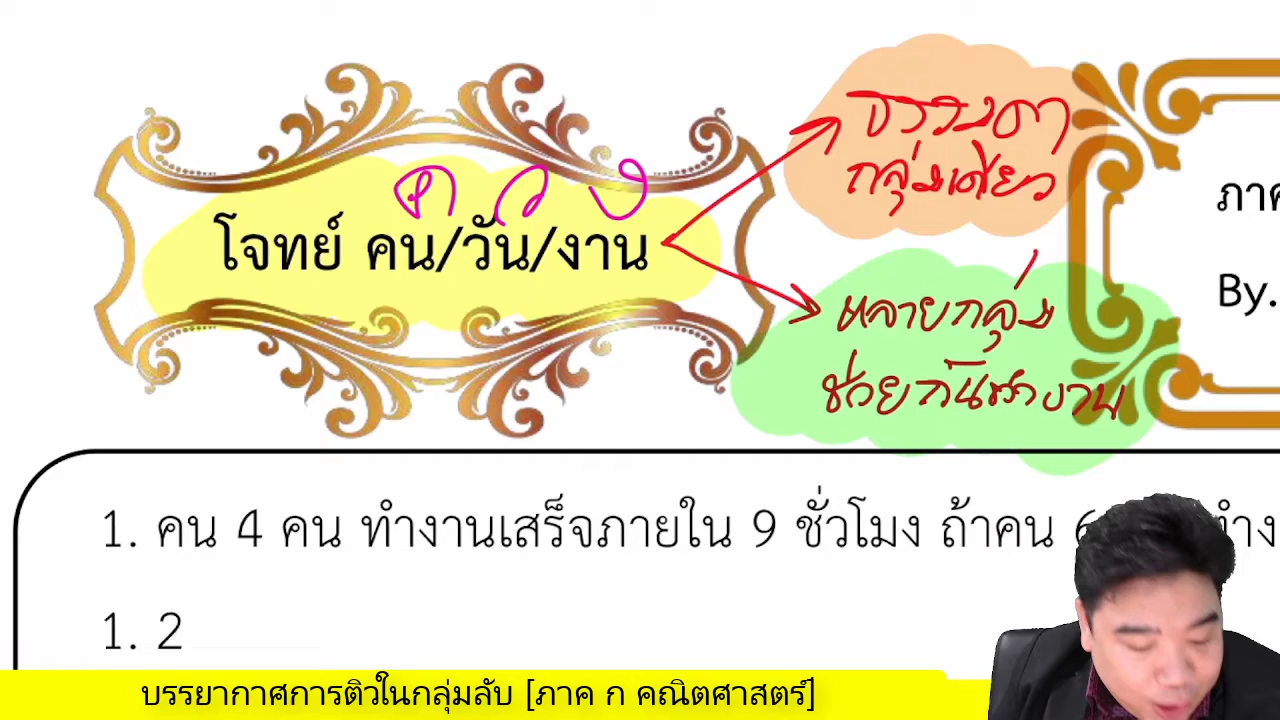 ค ว ง
โจทย์ คน/วัน/งาน
ธรรมดา
กลุ่มเดียว
หลายกลุ่ม
ช่วยกันทำงาน
By.
1. คน 4 คน ทำงานเสร็จภายใน 9 ชั่วโมง ถ้าคน 6
1. 2
บรรยากาศการติวในกลุ่มลับ [ภาค ก คณิตศาสตร์]